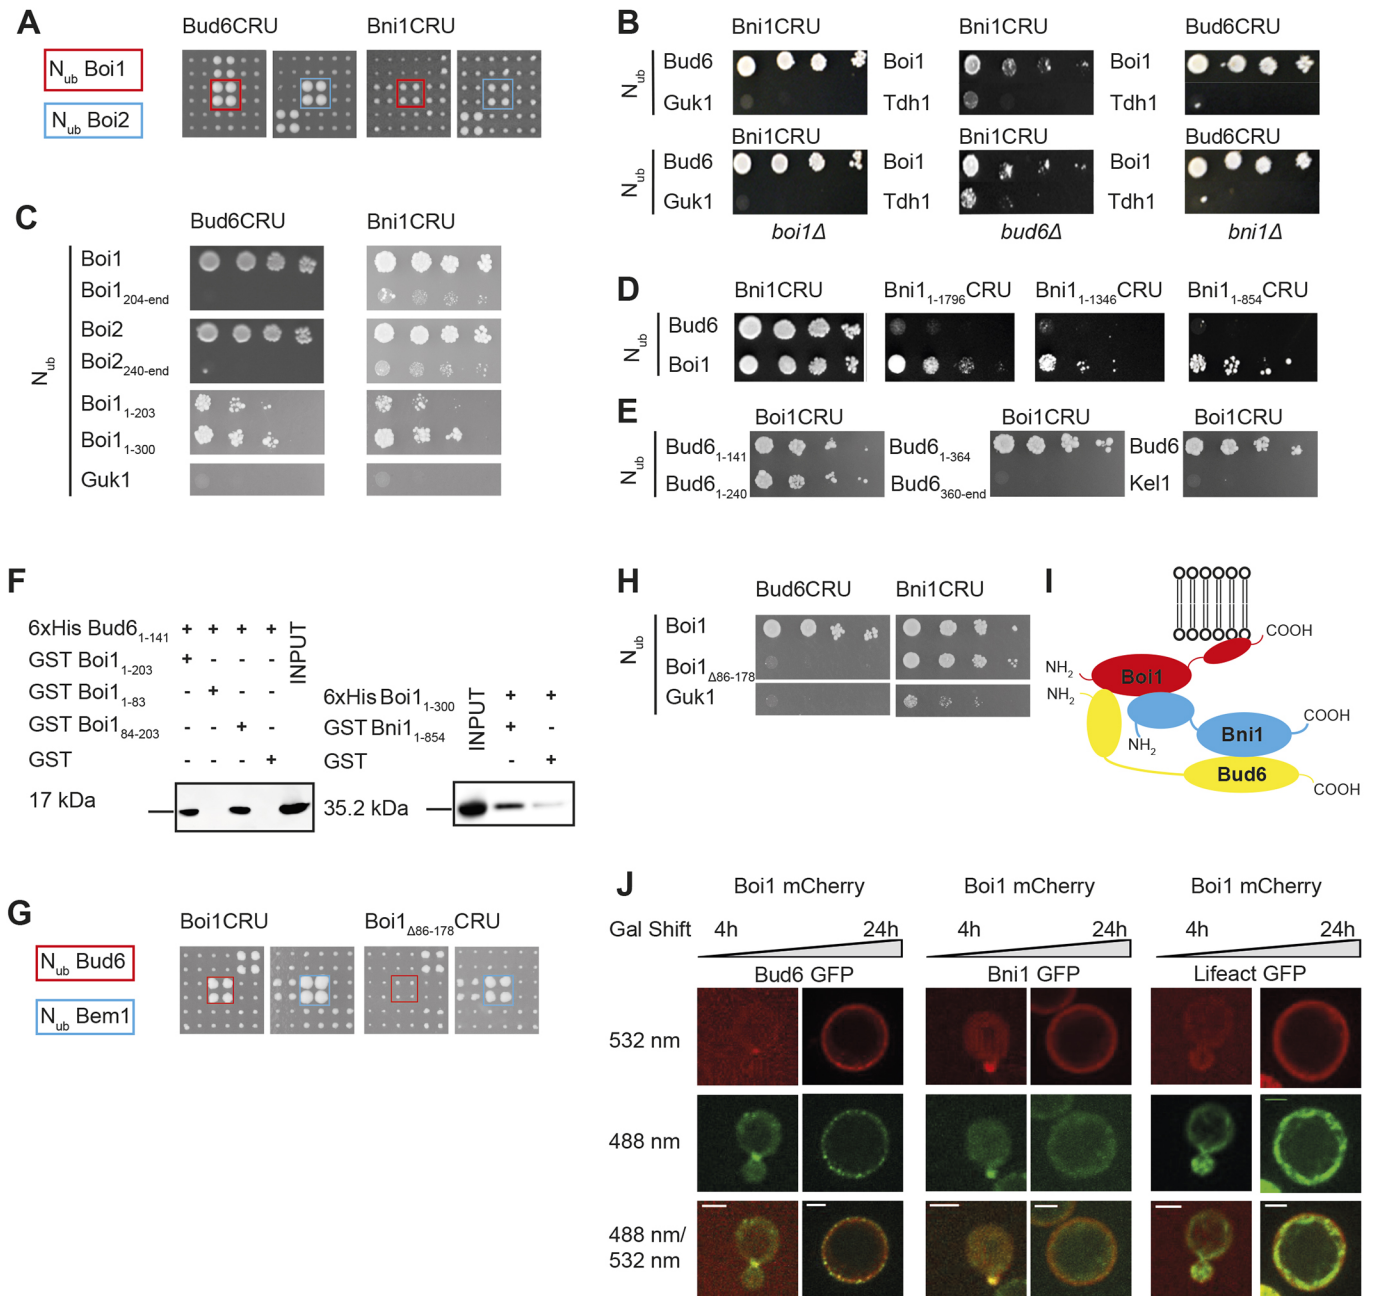 A
Bud6CRU Bni1CRU
Nub Boi1
Nub Boi2
B
Bni1CRU Bni1CRU Bud6CRU
Nub
Bud6 Boi1 Boi1
Guk1 Tdh1 Tdh1
Bni1CRU Bni1CRU Bud6CRU
Nub
Bud6 Boi1 Boi1
Guk1 Tdh1 Tdh1
boi1Δ bud6Δ bni1Δ
C
Bud6CRU Bni1CRU
Nub
Boi1
Boi1204-end
Boi2
Boi2240-end
Boi11-203
Boi11-300
Guk1
D
Bni1CRU Bni11-1796CRU Bni11-1346CRU Bni11-854CRU
Nub
Bud6
Boi1
E
Boi1CRU Boi1CRU Boi1CRU
Nub
Bud61-141 Bud61-364 Bud6
Bud61-240 Bud6360-end Kel1
F
6xHis Bud61-141 + + + + INPUT
GST Boi11-203 + - - -
GST Boi11-83 - + - -
GST Boi184-203 - - + -
GST - - - +
17 kDa
6xHis Boi11-300 INPUT + +
GST Bni11-854 + -
GST - +
35.2 kDa
G
Boi1CRU Boi1Δ86-178CRU
Nub Bud6
Nub Bem1
H
Bud6CRU Bni1CRU
Nub
Boi1
Boi1Δ86-178
Guk1
I
COOH
NH2
Boi1
NH2
COOH
Bni1
NH2
Bud6
COOH
J
Boi1 mCherry Boi1 mCherry Boi1 mCherry
Gal Shift 4h 24h 4h 24h 4h 24h
Bud6 GFP Bni1 GFP Lifeact GFP
532 nm
488 nm
488 nm/
532 nm